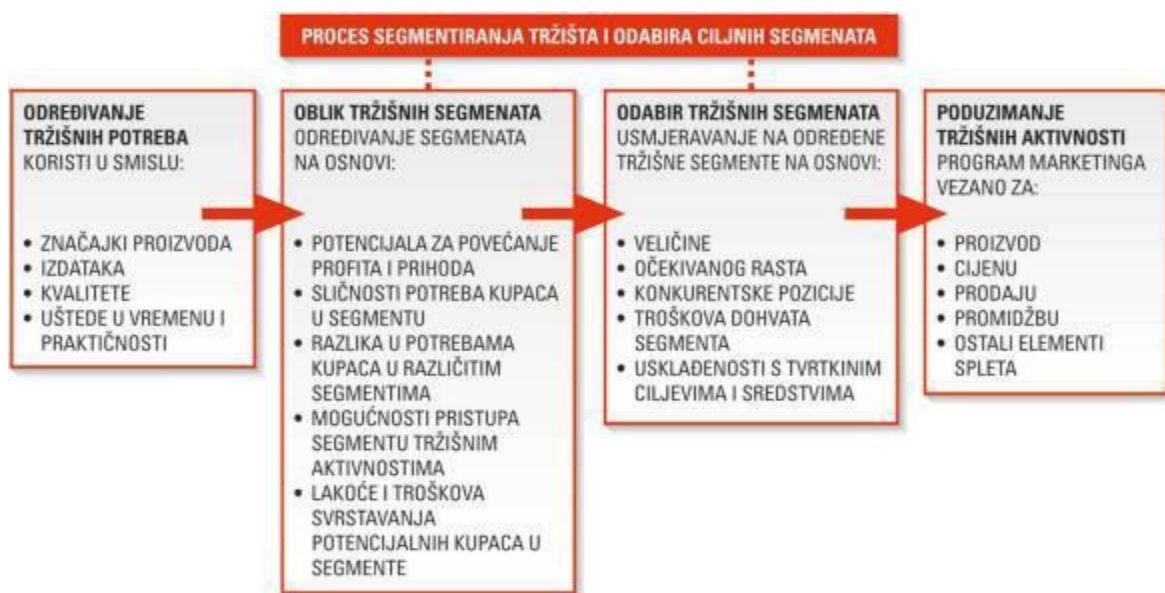 PROCES SEGMENTIRANJA TRŽIŠTA I ODABIRA CILJNIH SEGMENATA
ODREĐIVANJE
TRŽIŠNIH POTREBA
KORISTI U SMISLU:
• ZNAČAJKI PROIZVODA
• IZDATAKA
• KVALITETE
• UŠTEDE U VREMENU I
PRAKTIČNOSTI
OBLIK TRŽIŠNIH SEGMENATA
ODREĐIVANJE SEGMENATA
NA OSNOVI:
• POTENCIJALA ZA POVEĆANJE
PROFITA I PRIHODA
• SLIČNOSTI POTREBA KUPACA
U SEGMENTU
• RAZLIKA U POTREBAMA
KUPACA U RAZLIČITIM
SEGMENTIMA
• MOGUĆNOSTI PRISTUPA
SEGMENTU TRŽIŠNIM
AKTIVNOSTIMA
• LAKOĆE I TROŠKOVA
SVRSTAVANJA
POTENCIJALNIH KUPACA U
SEGMENTE
ODABIR TRŽIŠNIH SEGMENATA
USMJERAVANJE NA ODREĐENE
TRŽIŠNE SEGMENTE NA OSNOVI:
• VELIČINE
• OČEKIVANOG RASTA
• KONKURENTSKE POZICIJE
• TROŠKOVA DOHVATA
SEGMENTA
• USKLAĐENOSTI S TVRTKINIM
CILJEVIMA I SREDSTVIMA
PODUZIMANJE
TRŽIŠNIH AKTIVNOSTI
PROGRAM MARKETINGA
VEZANO ZA:
• PROIZVOD
• CIJENU
• PRODAJU
• PROMIDŽBU
• OSTALI ELEMENTI
SPLETA